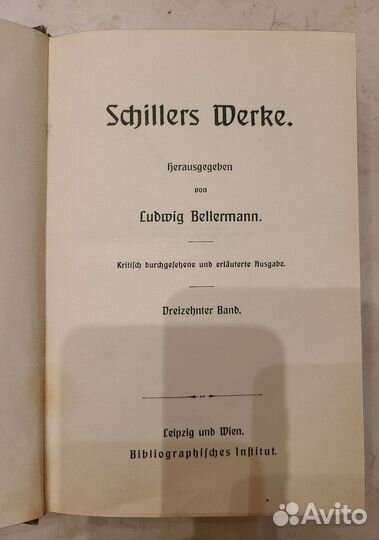 Schillers Werke.
Herausgegeben
von
Ludwig Bellermann.
Kritisch durchgesehene und erläuterte Ausgabe.
Dreizehnter Band.
Leipzig und Wien.
Bibliographisches Institut.
Avito